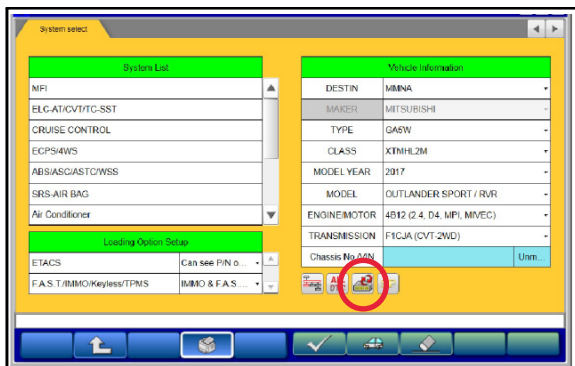 System select
System List
MFI
ELC-AT/CVT/TC-SST
CRUISE CONTROL
ECPS/4WS
ABS/ASC/ASTC/WSS
SRS-AIR BAG
Air Conditioner
Loading Option Setup
ETACS Can see P/N o...
F.A.S.T/IMMO/Keyless/TPMS IMMO & F.A.S....
Vehicle Information
DESTIN MMNA
MAKER MITSUBISHI
TYPE GA6W
CLASS XTMHL2M
MODEL YEAR 2017
MODEL OUTLANDER SPORT / RVR
ENGINE/MOTOR 4B12 (2.4, D4, MPI, MIVEC)
TRANSMISSION F1CJA (CVT-2WD)
Unm...